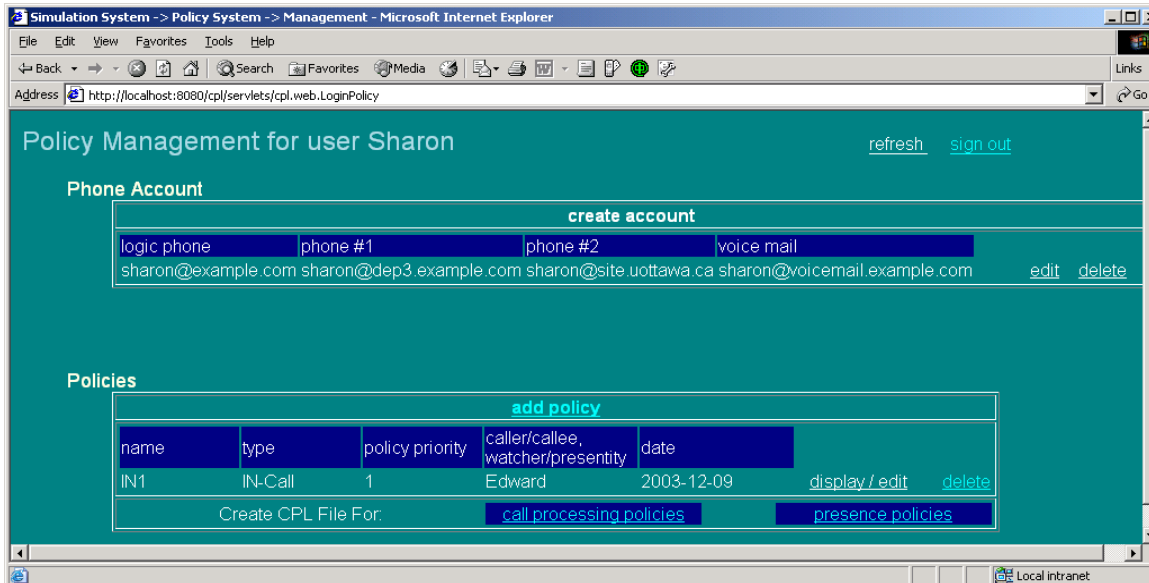 Simulation System -> Policy System -> Management - Microsoft Internet Explorer
File Edit View Favorites Tools Help
Back Search Favorites Media Links
Address http://localhost:8080/cpl/servlets/cpl.web.LoginPolicy Go
Policy Management for user Sharon refresh sign out
Phone Account
create account
logic phone phone #1 phone #2 voice mail
sharon@example.com sharon@dep3.example.com sharon@site.uottawa.ca sharon@voicemail.example.com edit delete
Policies
add policy
name type policy priority caller/callee, watcher/presentity date
IN1 IN-Call 1 Edward 2003-12-09 display / edit delete
Create CPL File For: call processing policies presence policies
Local intranet